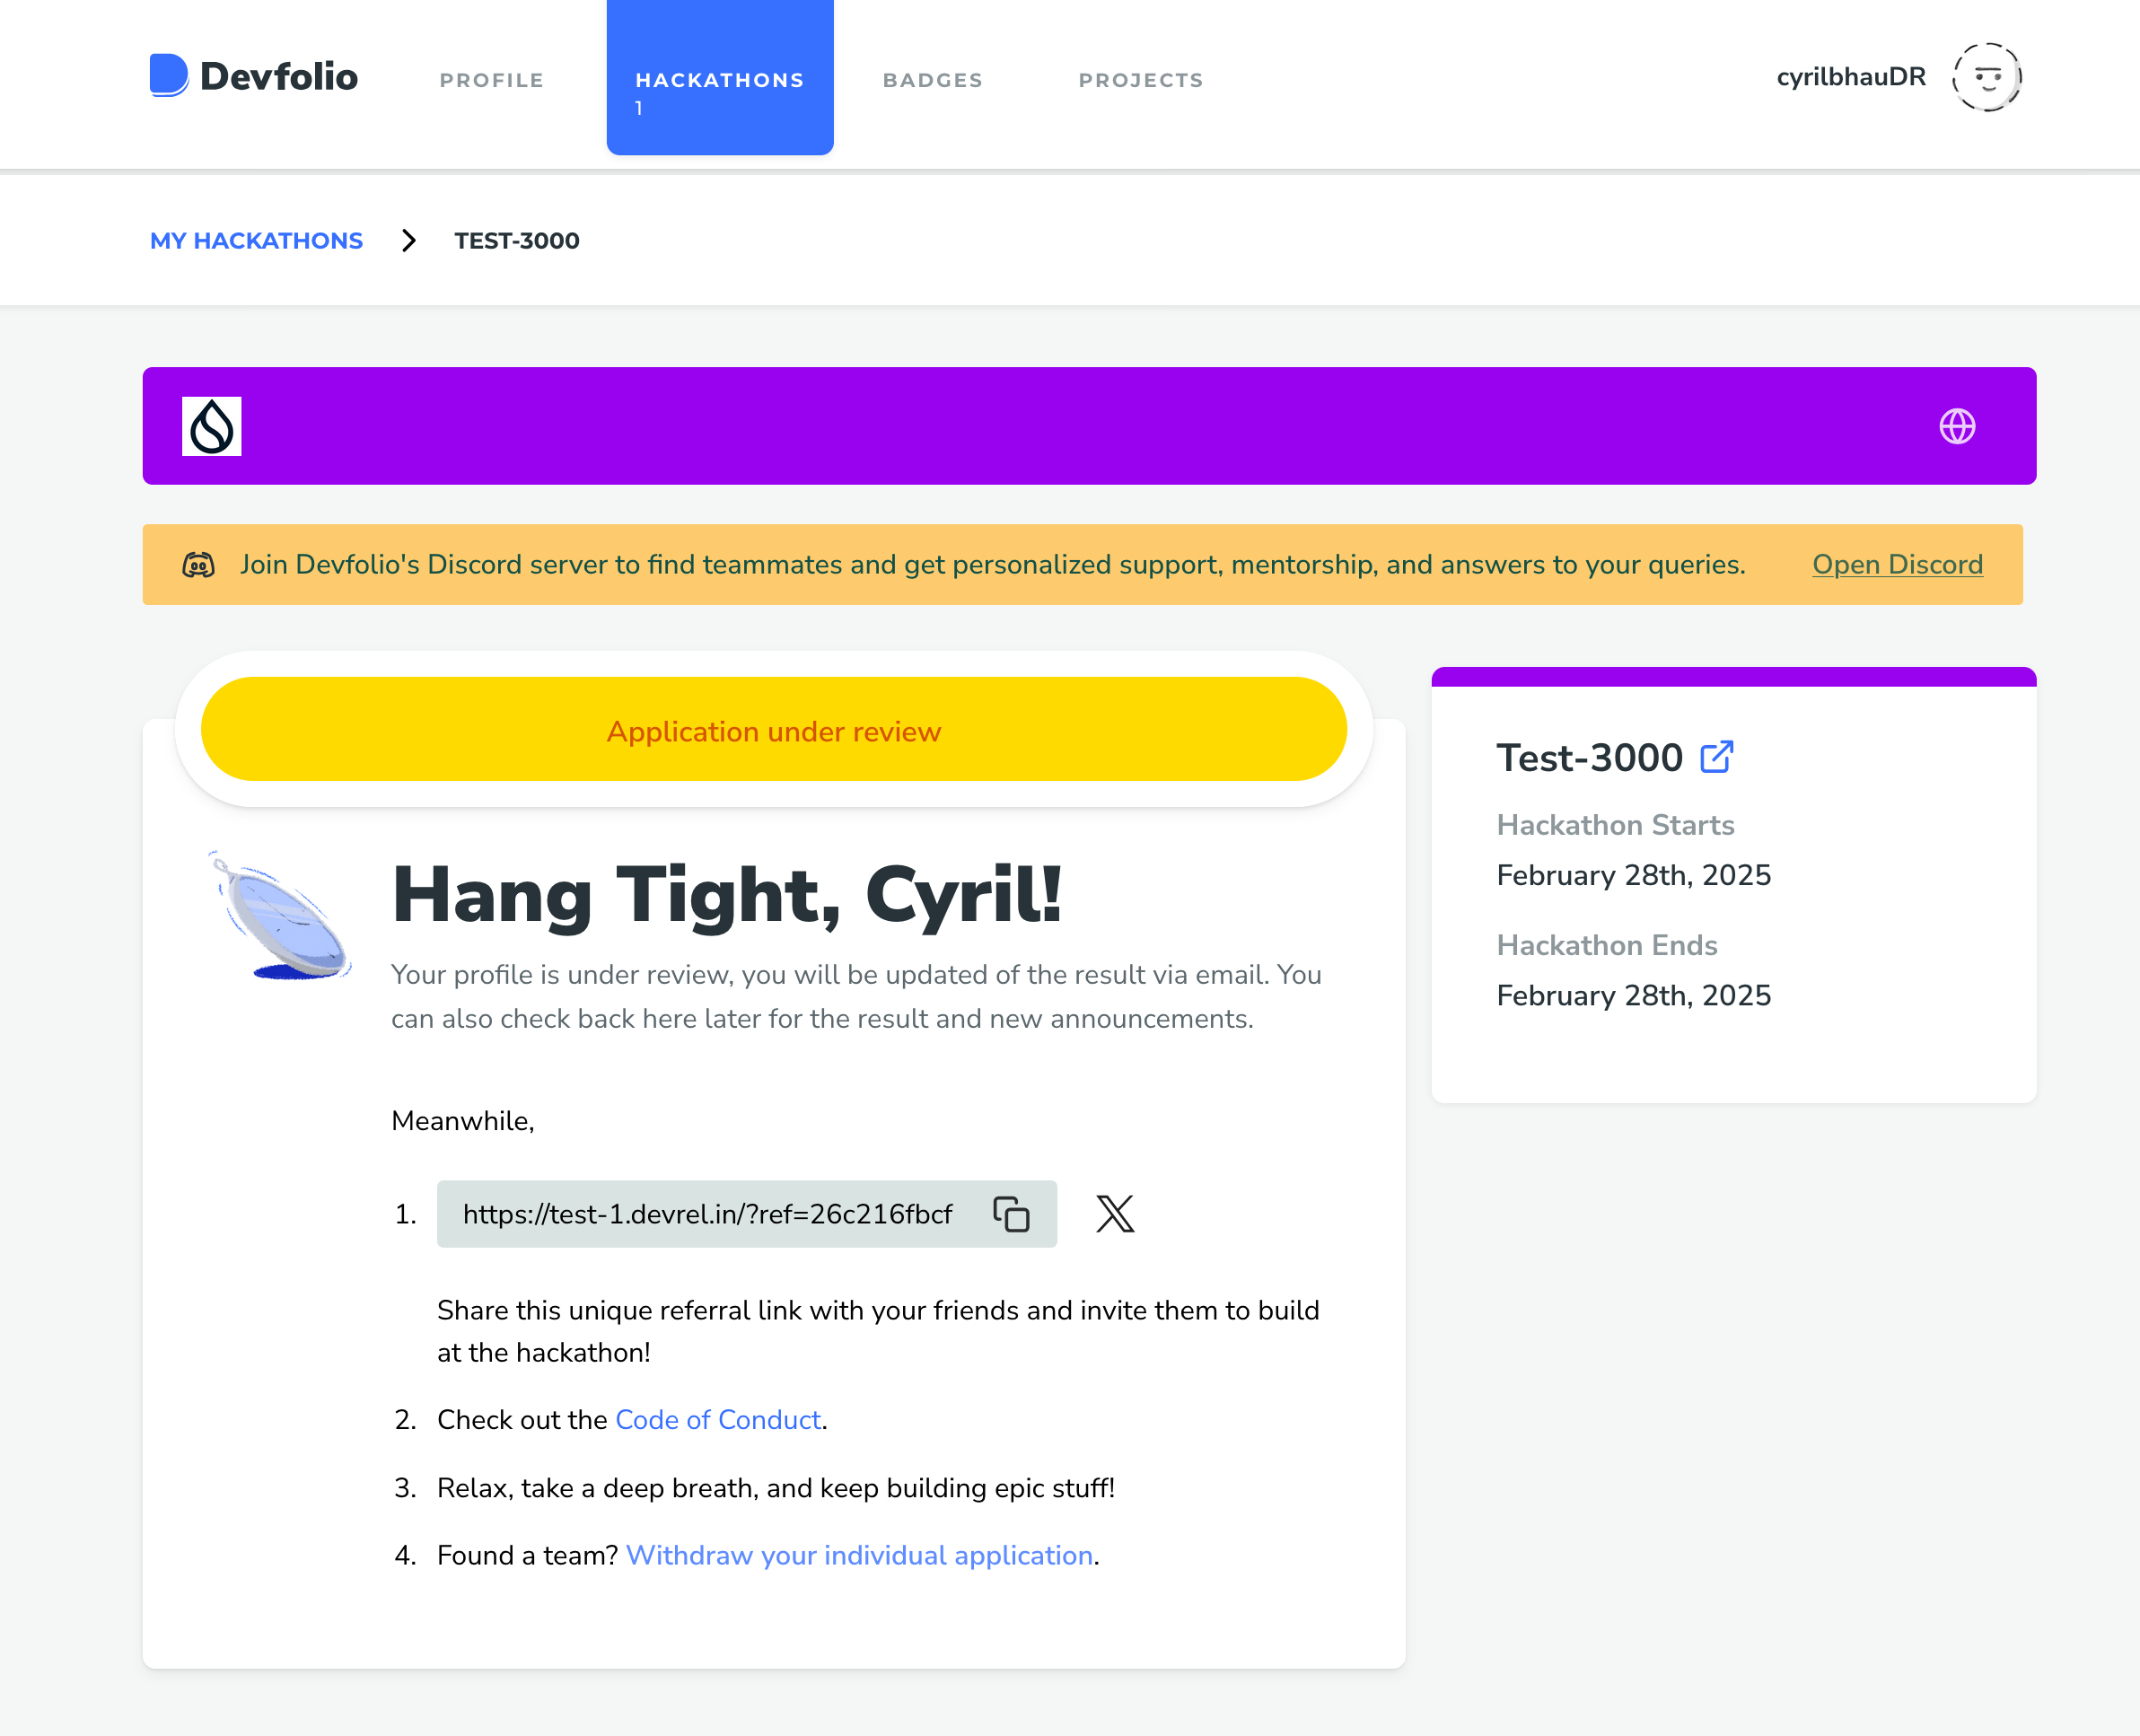 Devfolio
PROFILE
HACKATHONS
1
BADGES
PROJECTS
cyrilbhauDR
MY HACKATHONS
TEST-3000
Join Devfolio's Discord server to find teammates and get personalized support, mentorship, and answers to your queries.
Open Discord
Application under review
Hang Tight, Cyril!
Your profile is under review, you will be updated of the result via email. You
can also check back here later for the result and new announcements.
Meanwhile,
1. https://test-1.devrel.in/?ref=26c216fbcf
Share this unique referral link with your friends and invite them to build
at the hackathon!
2. Check out the Code of Conduct.
3. Relax, take a deep breath, and keep building epic stuff!
4. Found a team? Withdraw your individual application.
Test-3000
Hackathon Starts
February 28th, 2025
Hackathon Ends
February 28th, 2025